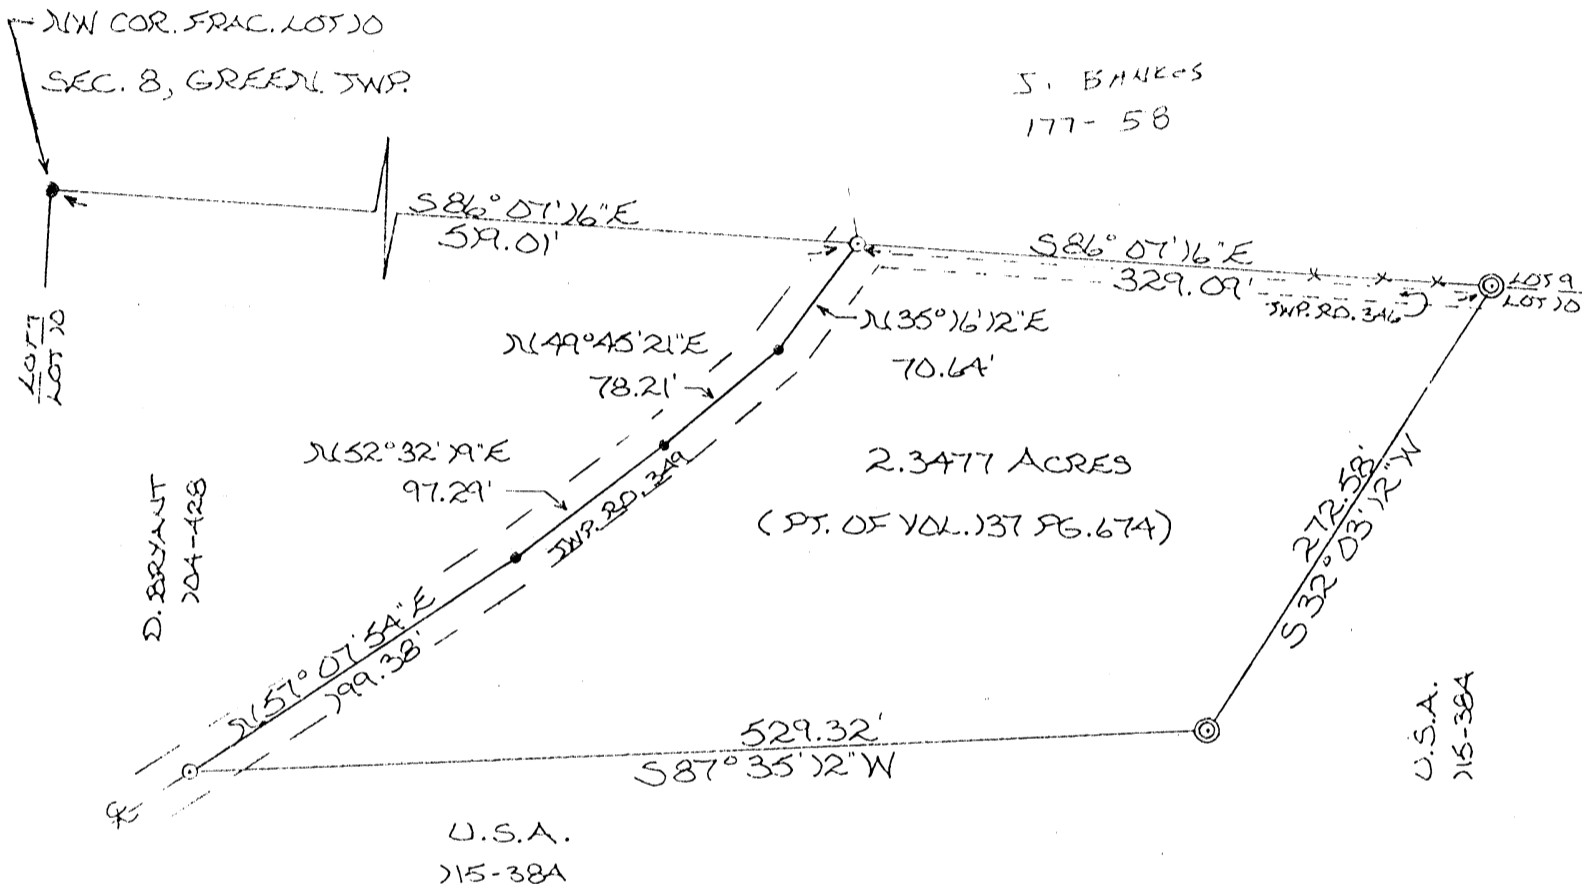 NW COR. FRAC. LOT 10
SEC. 8, GREEN. TWP.
J. BANKES
177-58
S86°07'16"E
519.01'
S86°07'16"E
329.09'
LOT 9
LOT 10
TWP. RD. 346
LOT 7
LOT 10
N35°16'12"E
70.64'
N49°45'21"E
78.21'
N52°32'19"E
97.29'
TWP. RD. 349
2.3477 ACRES
(PT. OF VOL. 137 PG. 674)
D. BRYANT
104-428
272.58'
S32°03'12"W
N57°07'54"E
199.38'
529.32'
S87°35'12"W
U.S.A.
115-384
U.S.A.
115-384